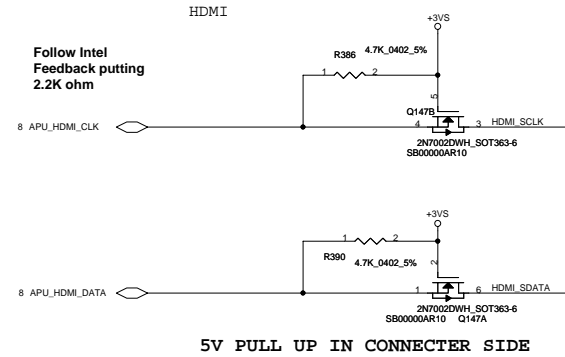 HDMI
+3VS
R386
4.7K_0402_5%
Follow Intel
Feedback putting
2.2K ohm
1
2
5
Q147B
8 APU_HDMI_CLK
4
3
HDMI_SCLK
2N7002DWH_SOT363-6
SB00000AR10
+3VS
1
2
R390
4.7K_0402_5%
2
8 APU_HDMI_DATA
1
6
HDMI_SDATA
2N7002DWH_SOT363-6
SB00000AR10 Q147A
5V PULL UP IN CONNECTER SIDE